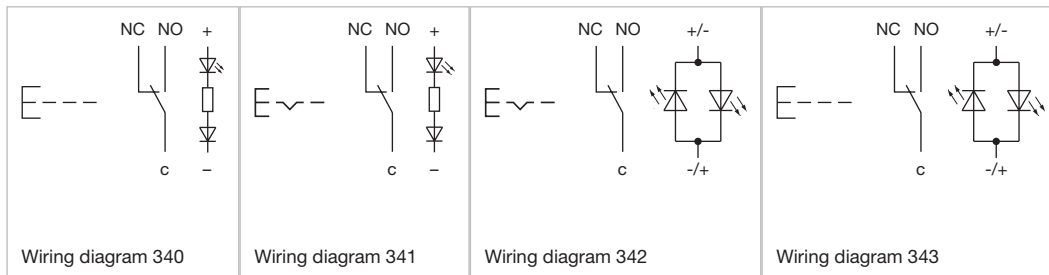 NC NO +
c –
Wiring diagram 340
NC NO +
c –
Wiring diagram 341
NC NO +/-
c -/+
Wiring diagram 342
NC NO +/-
c -/+
Wiring diagram 343